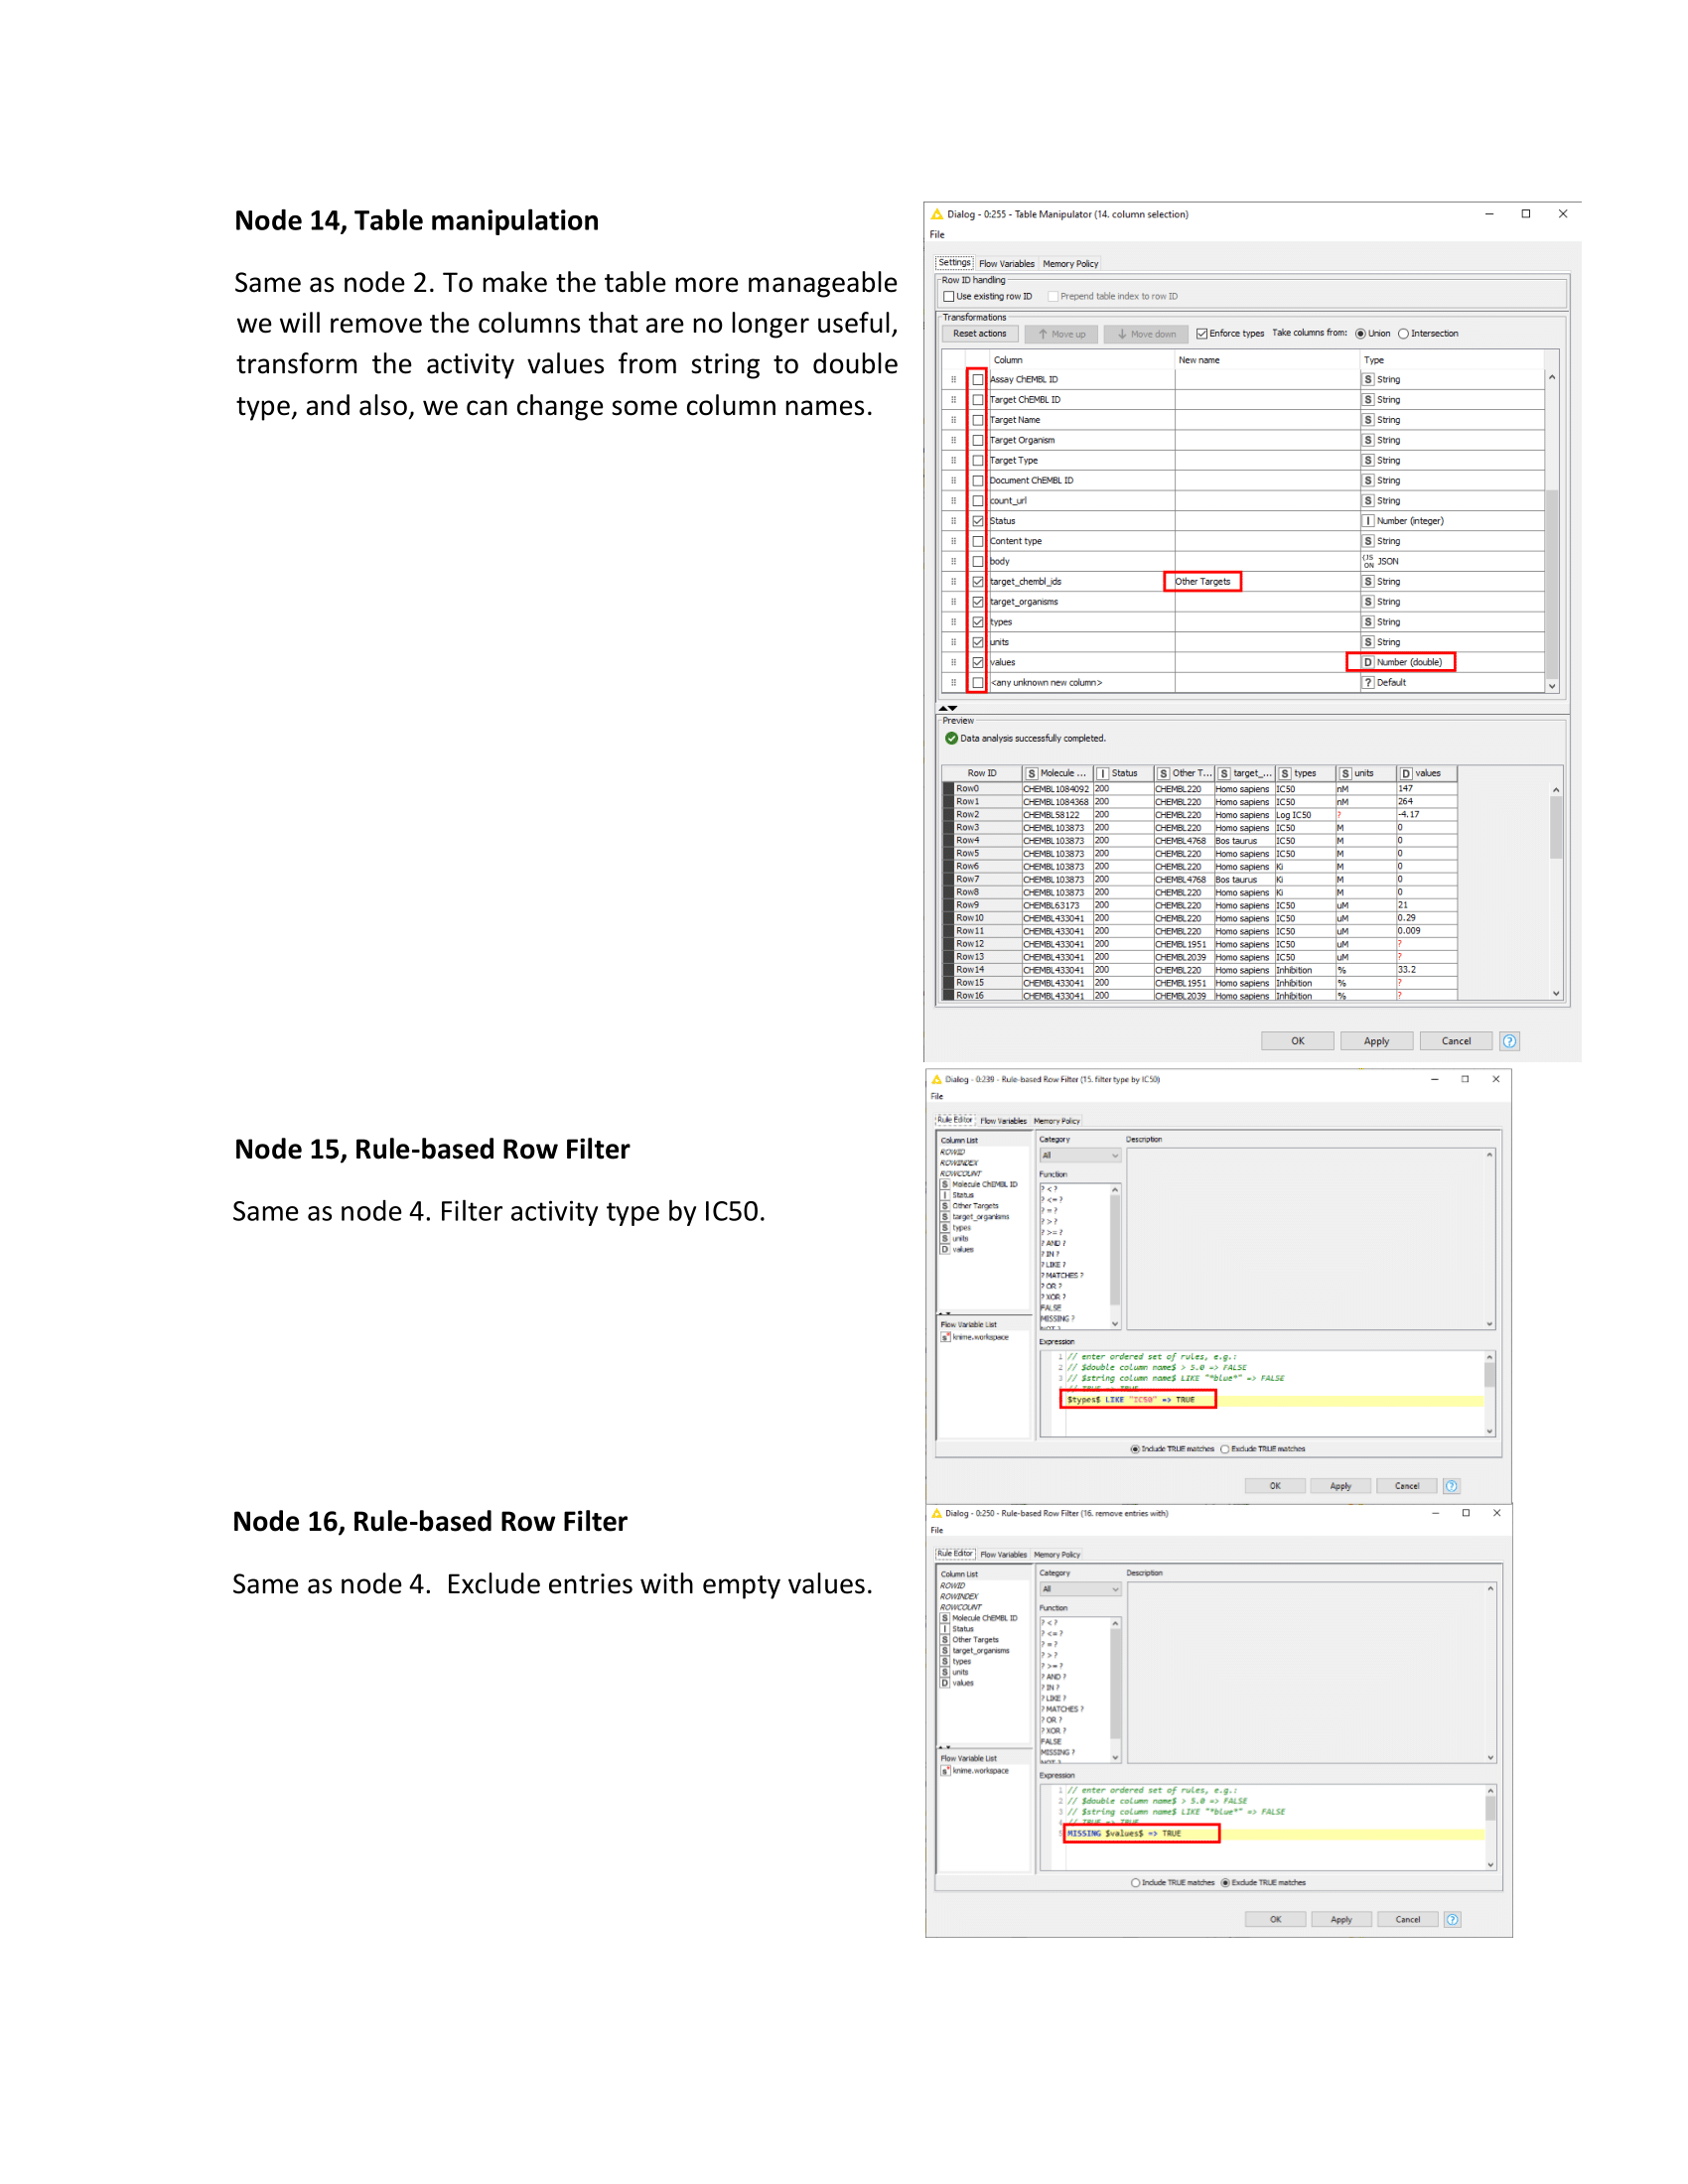 Node 14, Table manipulation
Same as node 2. To make the table more manageable
we will remove the columns that are no longer useful,
transform the activity values from string to double
type, and also, we can change some column names.
Dialog - 0:255 - Table Manipulator (14. column selection)
File
Settings Flow Variables Memory Policy
Row ID handling
Use existing row ID Prepend table index to row ID
Transformations
Reset actions Move up Move down Enforce types Take columns from: Union Intersection
Column New name Type
Assay ChEMBL ID S String
Target ChEMBL ID S String
Target Name S String
Target Organism S String
Target Type S String
Document ChEMBL ID S String
count_url S String
Status I Number (integer)
Content type S String
body {JS ON JSON
target_chembl_ids Other Targets S String
target_organisms S String
types S String
units S String
values D Number (double)
<any unknown new column> ? Default
Preview
Data analysis successfully completed.
Row ID S Molecule ... I Status S Other T... S target_... S types S units D values
Row0 CHEMBL1084092 200 CHEMBL220 Homo sapiens IC50 nM 147
Row1 CHEMBL1084368 200 CHEMBL220 Homo sapiens IC50 nM 264
Row2 CHEMBL58122 200 CHEMBL220 Homo sapiens Log IC50 ? -4.17
Row3 CHEMBL103873 200 CHEMBL220 Homo sapiens IC50 M 0
Row4 CHEMBL103873 200 CHEMBL4768 Bos taurus IC50 M 0
Row5 CHEMBL103873 200 CHEMBL220 Homo sapiens IC50 M 0
Row6 CHEMBL103873 200 CHEMBL220 Homo sapiens Ki M 0
Row7 CHEMBL103873 200 CHEMBL4768 Bos taurus Ki M 0
Row8 CHEMBL103873 200 CHEMBL220 Homo sapiens Ki M 0
Row9 CHEMBL63173 200 CHEMBL220 Homo sapiens IC50 uM 21
Row10 CHEMBL433041 200 CHEMBL220 Homo sapiens IC50 uM 0.29
Row11 CHEMBL433041 200 CHEMBL220 Homo sapiens IC50 uM 0.009
Row12 CHEMBL433041 200 CHEMBL1951 Homo sapiens IC50 uM ?
Row13 CHEMBL433041 200 CHEMBL2039 Homo sapiens IC50 uM ?
Row14 CHEMBL433041 200 CHEMBL220 Homo sapiens Inhibition % 33.2
Row15 CHEMBL433041 200 CHEMBL1951 Homo sapiens Inhibition % ?
Row16 CHEMBL433041 200 CHEMBL2039 Homo sapiens Inhibition % ?
OK Apply Cancel ?
Node 15, Rule-based Row Filter
Same as node 4. Filter activity type by IC50.
Dialog - 0:239 - Rule-based Row Filter (15. filter type by IC50)
File
Rule Editor Flow Variables Memory Policy
Column List
ROWID
ROWINDEX
ROWCOUNT
S Molecule ChEMBL ID
I Status
S Other Targets
S target_organisms
S types
S units
D values
Flow Variable List
s knime.workspace
Category
All
Function
? < ?
? <= ?
? = ?
? > ?
? >= ?
? AND ?
? IN ?
? LIKE ?
? MATCHES ?
? OR ?
? XOR ?
FALSE
MISSING ?
NOT ?
Description
Expression
1 // enter ordered set of rules, e.g.:
2 // $double column name$ > 5.0 => FALSE
3 // $string column name$ LIKE "*blue*" => FALSE
// TRUE => TRUE
$types$ LIKE "IC50" => TRUE
Include TRUE matches Exclude TRUE matches
OK Apply Cancel ?
Node 16, Rule-based Row Filter
Same as node 4.  Exclude entries with empty values.
Dialog - 0:250 - Rule-based Row Filter (16. remove entries with)
File
Rule Editor Flow Variables Memory Policy
Column List
ROWID
ROWINDEX
ROWCOUNT
S Molecule ChEMBL ID
I Status
S Other Targets
S target_organisms
S types
S units
D values
Flow Variable List
s knime.workspace
Category
All
Function
? < ?
? <= ?
? = ?
? > ?
? >= ?
? AND ?
? IN ?
? LIKE ?
? MATCHES ?
? OR ?
? XOR ?
FALSE
MISSING ?
NOT ?
Description
Expression
1 // enter ordered set of rules, e.g.:
2 // $double column name$ > 5.0 => FALSE
3 // $string column name$ LIKE "*blue*" => FALSE
4 // TRUE => TRUE
5 MISSING $values$ => TRUE
Include TRUE matches Exclude TRUE matches
OK Apply Cancel ?